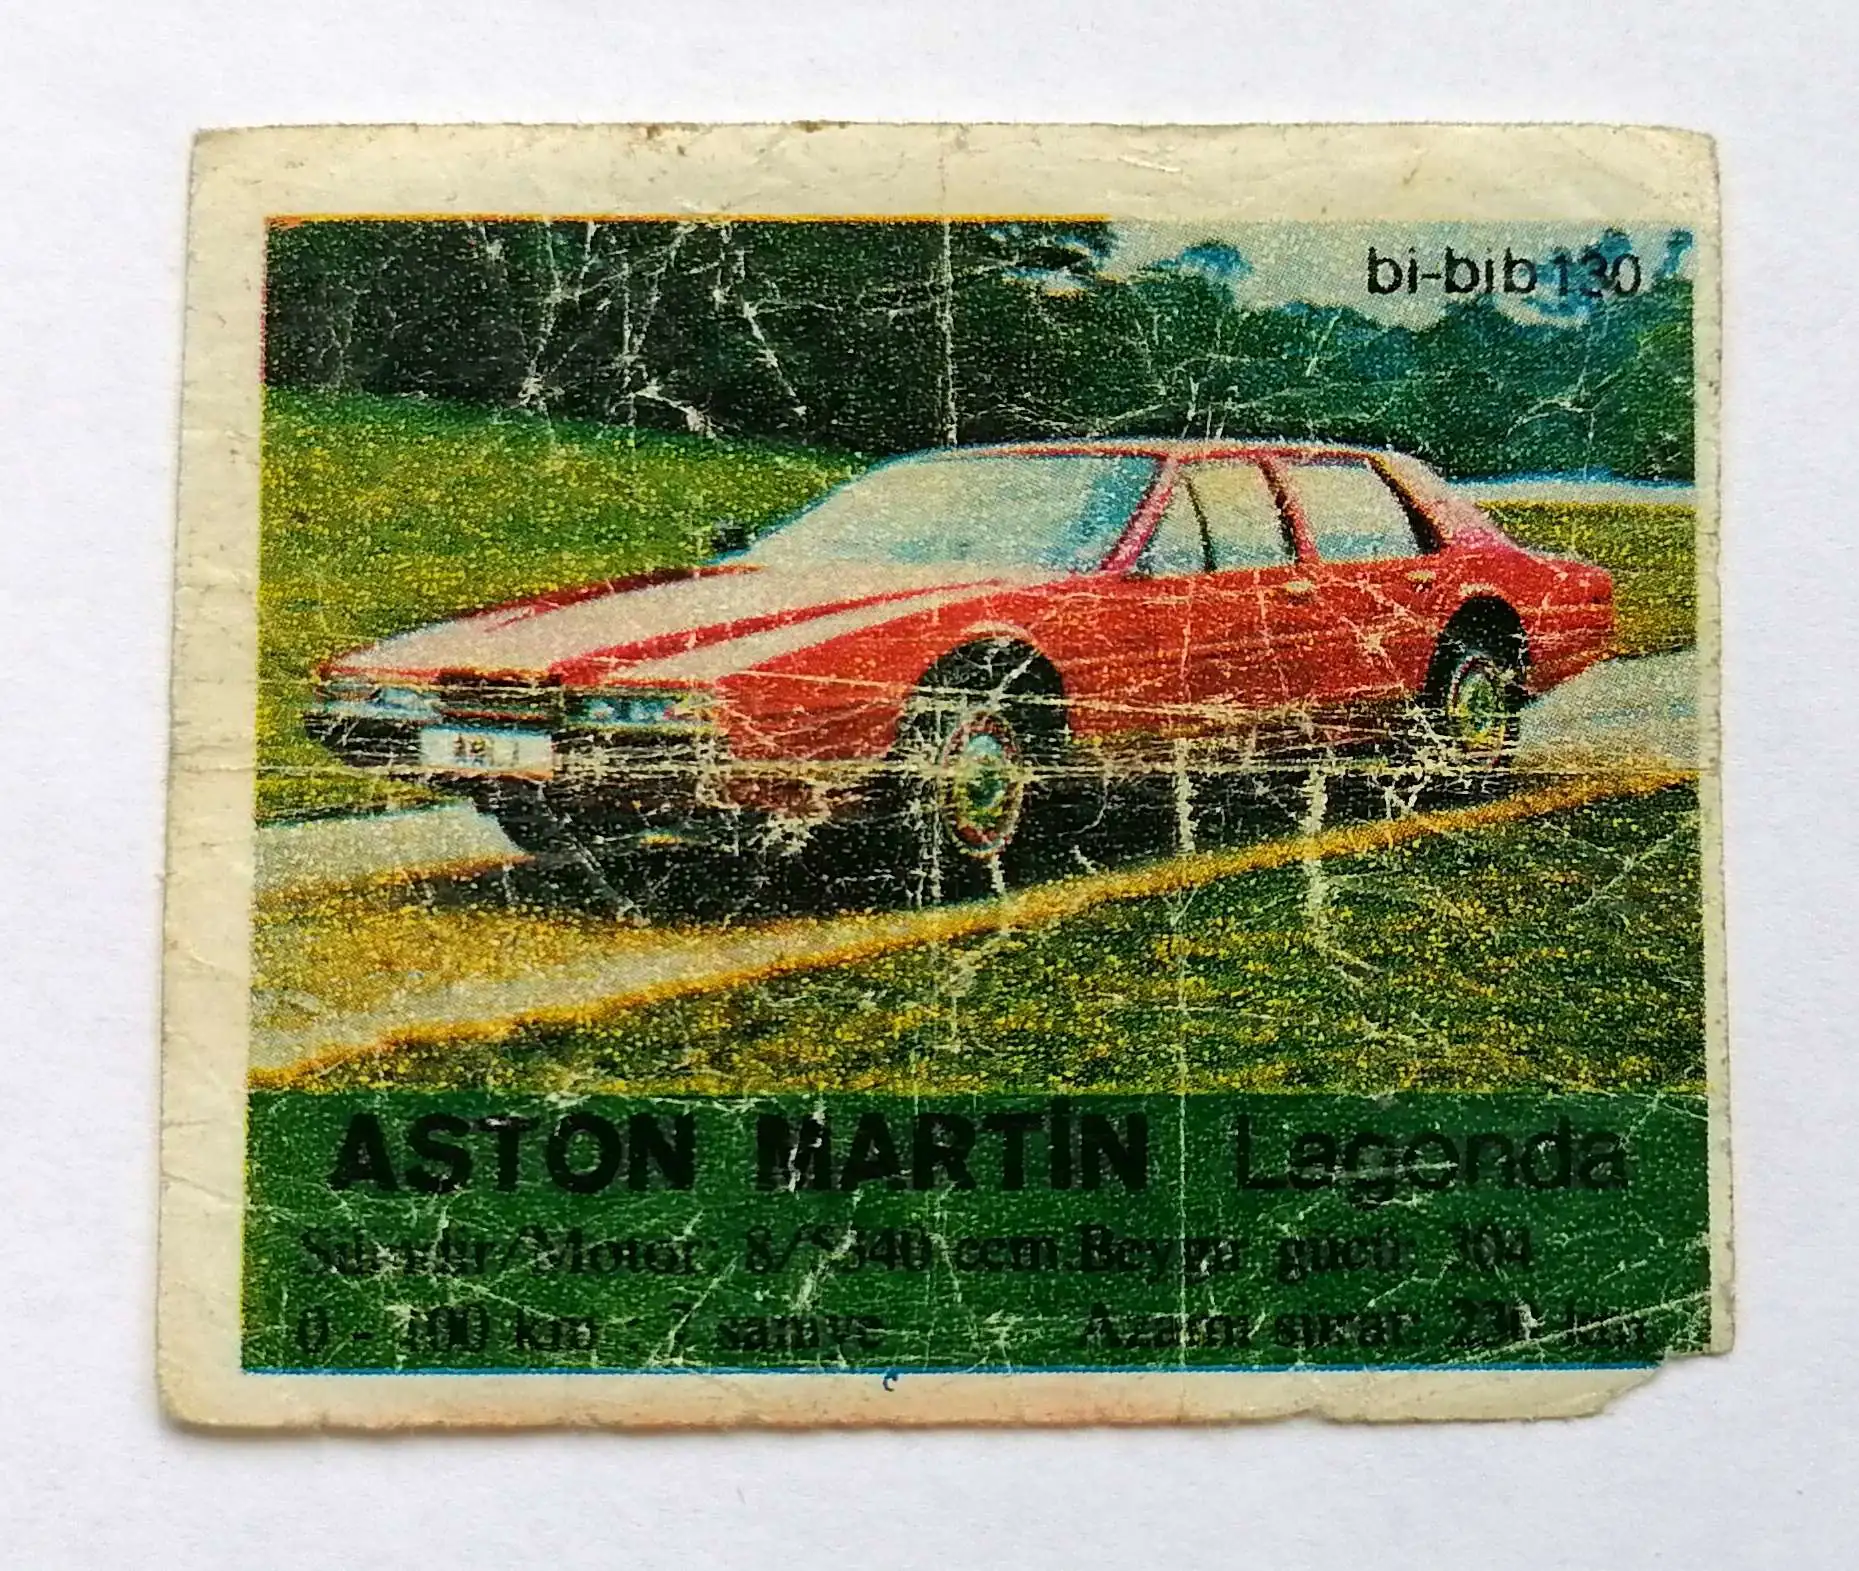 bi-bib 130
ASTON MARTİN Lagenda
Silindir/Motor: 8/5340 ccm Beygir gücü: 304
0 - 100 km : 7 saniye Azami sürat: 230 km